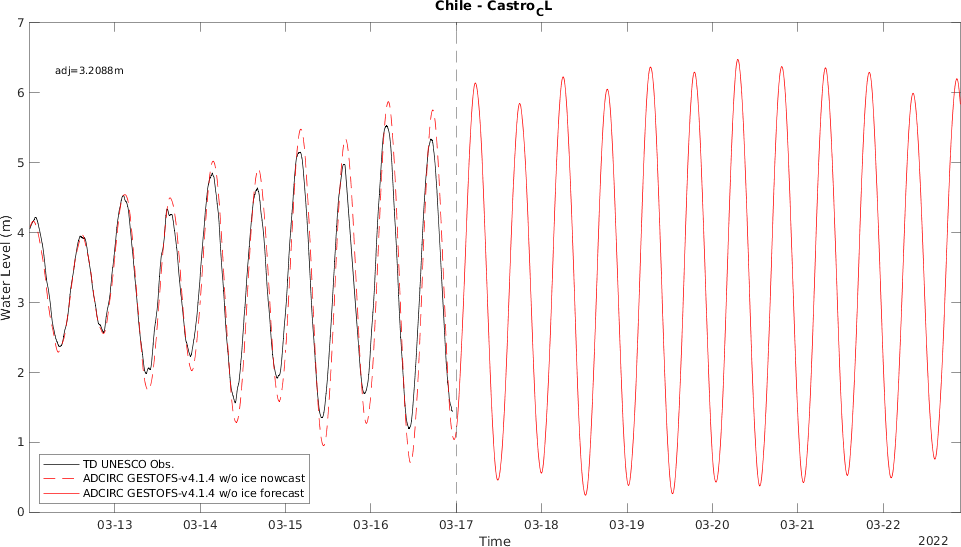 Chile - Castro_CL
7
adj=3.2088m
6
5
4
Water Level (m)
3
2
1
TD UNESCO Obs.
ADCIRC GESTOFS-v4.1.4 w/o ice nowcast
ADCIRC GESTOFS-v4.1.4 w/o ice forecast
0
03-13 03-14 03-15 03-16 03-17 03-18 03-19 03-20 03-21 03-22
Time
2022